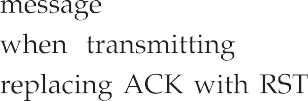 message
when transmitting
replacing ACK with RST